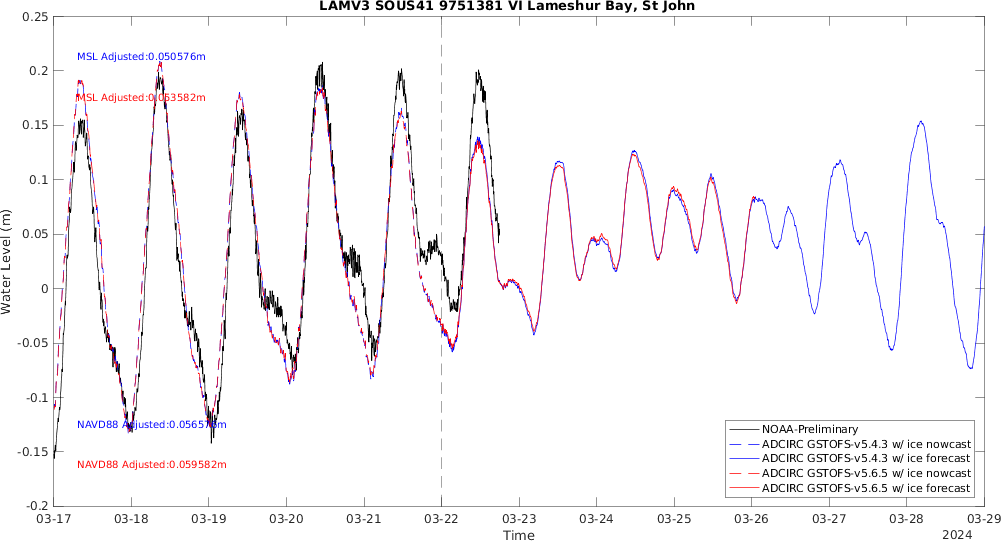 LAMV3 SOUS41 9751381 VI Lameshur Bay, St John
0.25
0.2
0.15
0.1
0.05
0
-0.05
-0.1
-0.15
-0.2
Water Level (m)
MSL Adjusted:0.050576m
MSL Adjusted:0.053582m
NAVD88 Adjusted:0.056576m
NAVD88 Adjusted:0.059582m
NOAA-Preliminary
ADCIRC GSTOFS-v5.4.3 w/ ice nowcast
ADCIRC GSTOFS-v5.4.3 w/ ice forecast
ADCIRC GSTOFS-v5.6.5 w/ ice nowcast
ADCIRC GSTOFS-v5.6.5 w/ ice forecast
03-17 03-18 03-19 03-20 03-21 03-22 03-23 03-24 03-25 03-26 03-27 03-28 03-29
Time
2024